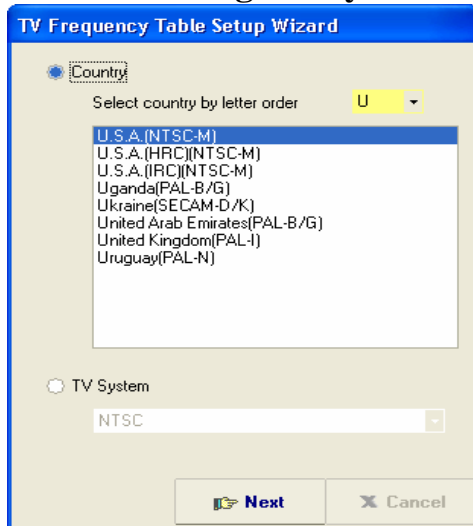 TV Frequency Table Setup Wizard
Country
Select country by letter order U
U.S.A.(NTSC-M)
U.S.A.(HRC)(NTSC-M)
U.S.A.(IRC)(NTSC-M)
Uganda(PAL-B/G)
Ukraine(SECAM-D/K)
United Arab Emirates(PAL-B/G)
United Kingdom(PAL-I)
Uruguay(PAL-N)
TV System
NTSC
Next X Cancel